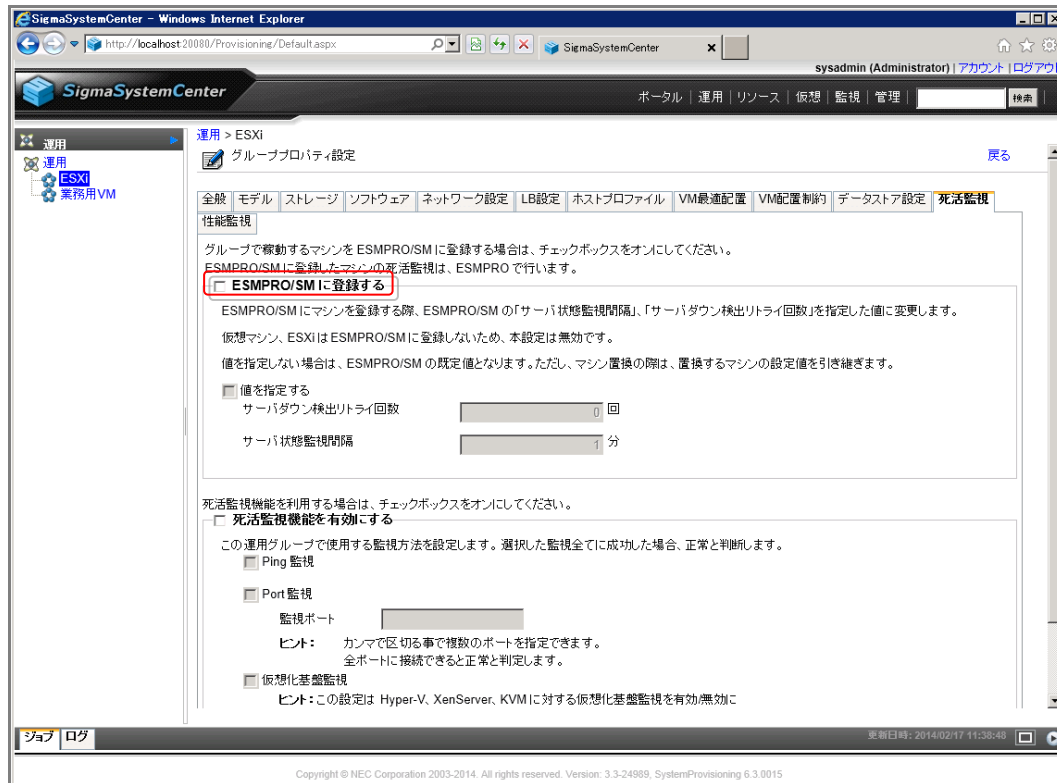 SigmaSystemCenter - Windows Internet Explorer
http://localhost:20080/Provisioning/Default.aspx
SigmaSystemCenter
sysadmin (Administrator) | アカウント | ログアウト
SigmaSystemCenter
ポータル | 運用 | リソース | 仮想 | 監視 | 管理 |
検索
運用
運用
ESXi
業務用VM
運用 > ESXi
グループプロパティ設定
戻る
全般 モデル ストレージ ソフトウェア ネットワーク設定 LB設定 ホストプロファイル VM最適配置 VM配置制約 データストア設定 死活監視
性能監視
グループで稼動するマシンを ESMPRO/SM に登録する場合は、チェックボックスをオンにしてください。
ESMPRO/SM に登録したマシンの死活監視は、ESMPRO で行います。
ESMPRO/SM に登録する
ESMPRO/SM にマシンを登録する際、ESMPRO/SM の「サーバ状態監視間隔」、「サーバダウン検出リトライ回数」を指定した値に変更します。
仮想マシン、ESXi は ESMPRO/SM に登録しないため、本設定は無効です。
値を指定しない場合は、ESMPRO/SM の既定値となります。ただし、マシン置換の際は、置換するマシンの設定値を引き継ぎます。
値を指定する
サーバダウン検出リトライ回数 0 回
サーバ状態監視間隔 1 分
死活監視機能を利用する場合は、チェックボックスをオンにしてください。
死活監視機能を有効にする
この運用グループで使用する監視方法を設定します。選択した監視全てに成功した場合、正常と判断します。
Ping 監視
Port 監視
監視ポート
ヒント： カンマで区切る事で複数のポートを指定できます。
全ポートに接続できると正常と判定します。
仮想化基盤監視
ヒント：この設定は Hyper-V、XenServer、KVM に対する仮想化基盤監視を有効/無効に
ジョブ ログ
更新日時: 2014/02/17 11:38:48
Copyright © NEC Corporation 2003-2014. All rights reserved. Version: 3.3-24989, SystemProvisioning 6.3.0015